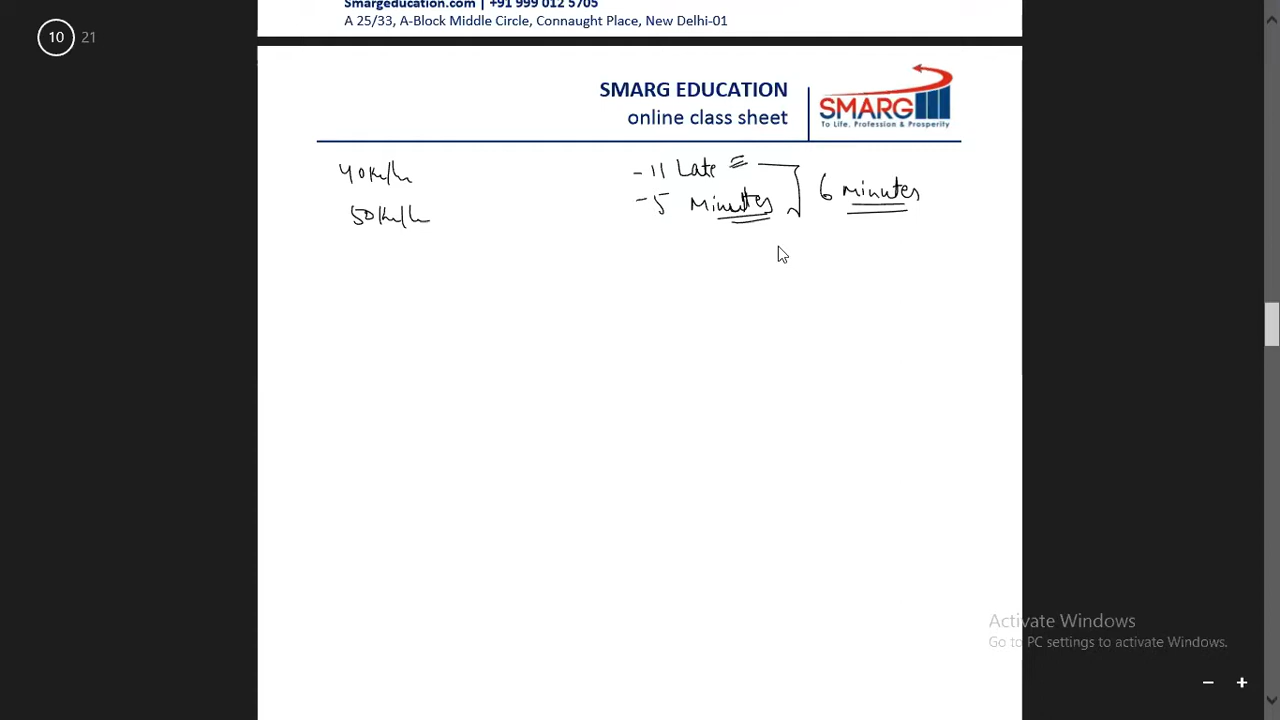 Smargeducation.com | +91 999 012 5705
A 25/33, A-Block Middle Circle, Connaught Place, New Delhi-01
10 21
SMARG EDUCATION
online class sheet
SMARG
To Life, Profession & Prosperity
40Km/h
-11 Late
50Km/h
-5 Minutes
6 minutes
Activate Windows
Go to PC settings to activate Windows.